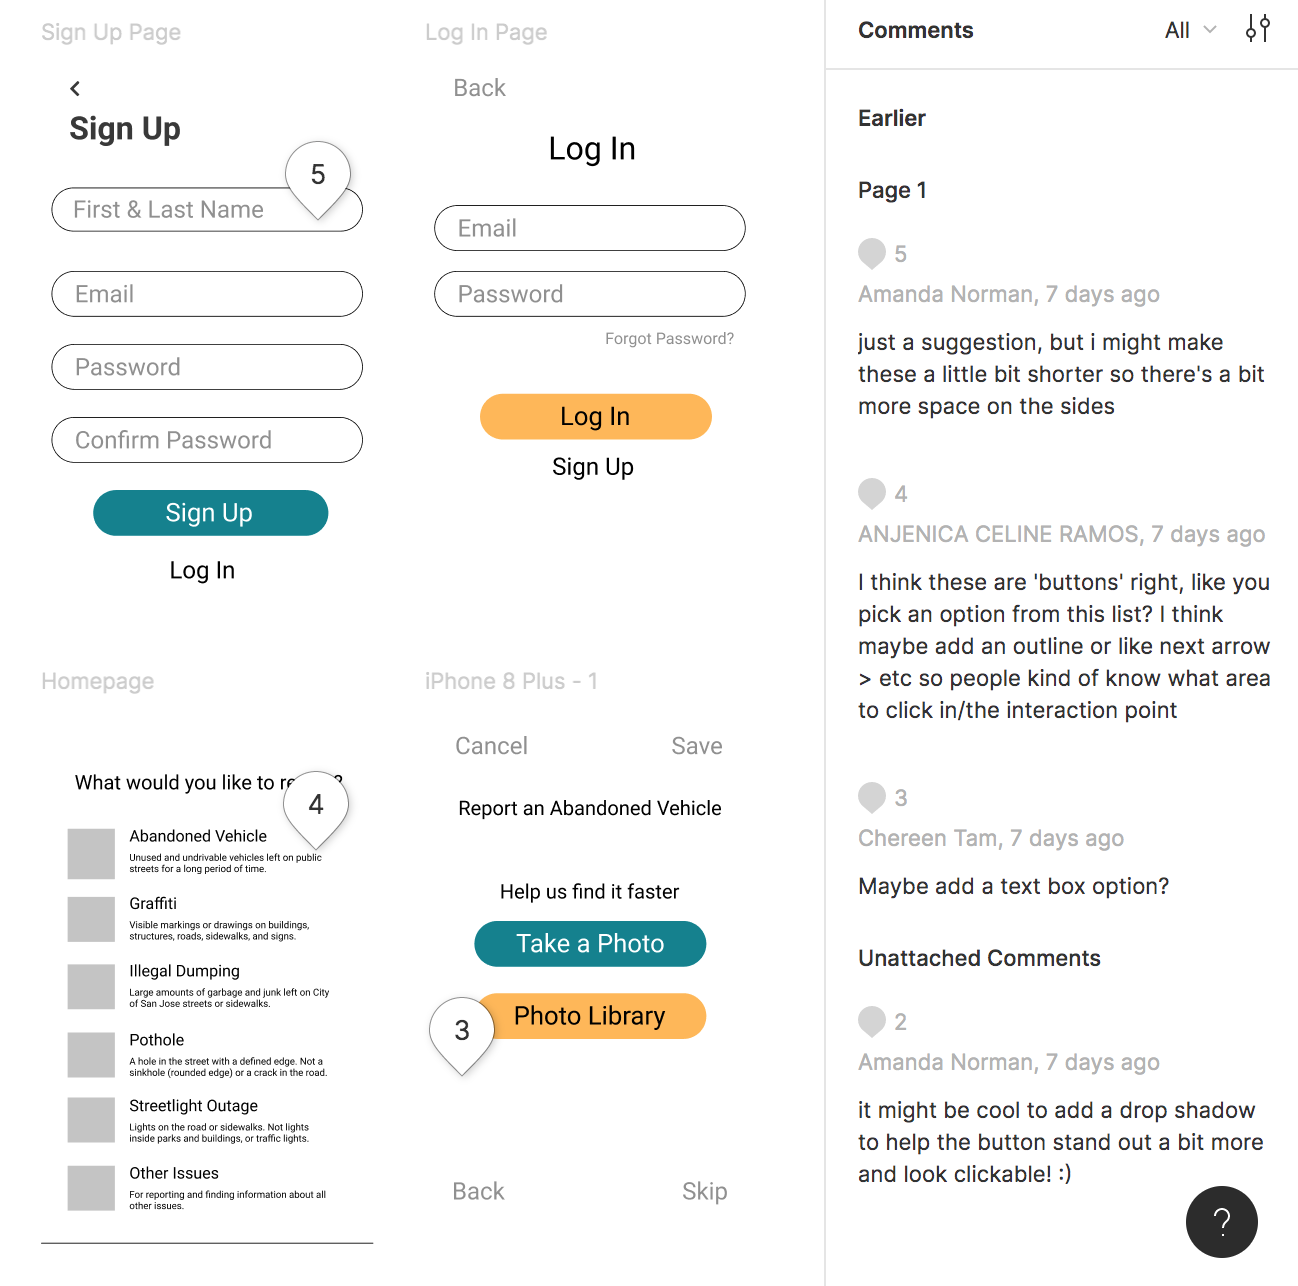 Sign Up Page
Sign Up
5
First & Last Name
Email
Password
Confirm Password
Sign Up
Log In
Log In Page
Back
Log In
Email
Password
Forgot Password?
Log In
Sign Up
Homepage
What would you like to re ?
4
Abandoned Vehicle
Unused and undrivable vehicles left on public
streets for a long period of time.
Graffiti
Visible markings or drawings on buildings,
structures, roads, sidewalks, and signs.
Illegal Dumping
Large amounts of garbage and junk left on City
of San Jose streets or sidewalks.
Pothole
A hole in the street with a defined edge. Not a
sinkhole (rounded edge) or a crack in the road.
Streetlight Outage
Lights on the road or sidewalks. Not lights
inside parks and buildings, or traffic lights.
Other Issues
For reporting and finding information about all
other issues.
iPhone 8 Plus - 1
Cancel Save
Report an Abandoned Vehicle
Help us find it faster
Take a Photo
3
Photo Library
Back Skip
Comments All
Earlier
Page 1
5
Amanda Norman, 7 days ago
just a suggestion, but i might make
these a little bit shorter so there's a bit
more space on the sides
4
ANJENICA CELINE RAMOS, 7 days ago
I think these are 'buttons' right, like you
pick an option from this list? I think
maybe add an outline or like next arrow
> etc so people kind of know what area
to click in/the interaction point
3
Chereen Tam, 7 days ago
Maybe add a text box option?
Unattached Comments
2
Amanda Norman, 7 days ago
it might be cool to add a drop shadow
to help the button stand out a bit more
and look clickable! :)
?